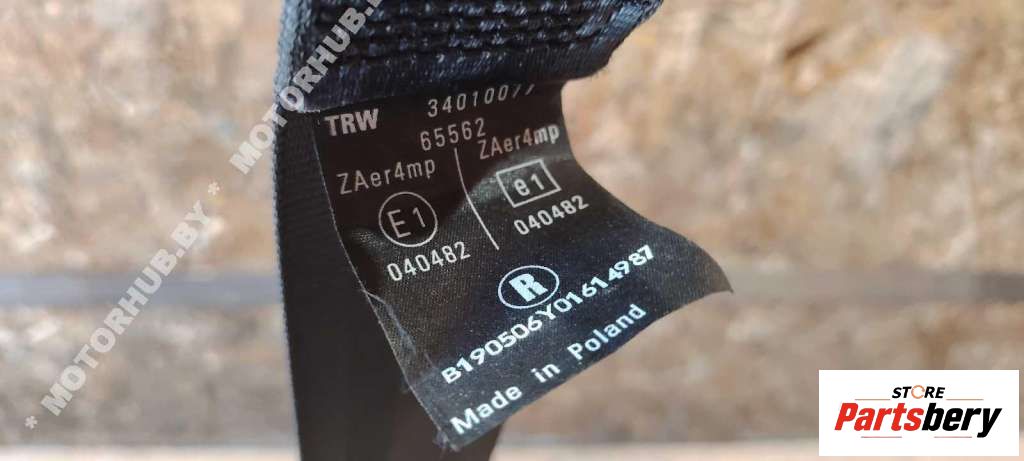 TRW 34010077
65562
ZAer4mp ZAer4mp
E1 e1
040482 040482
R
B190506Y01614987
Made in Poland
* MOTORHUB.BY * MOTORHUB.BY
STORE
Partsbery